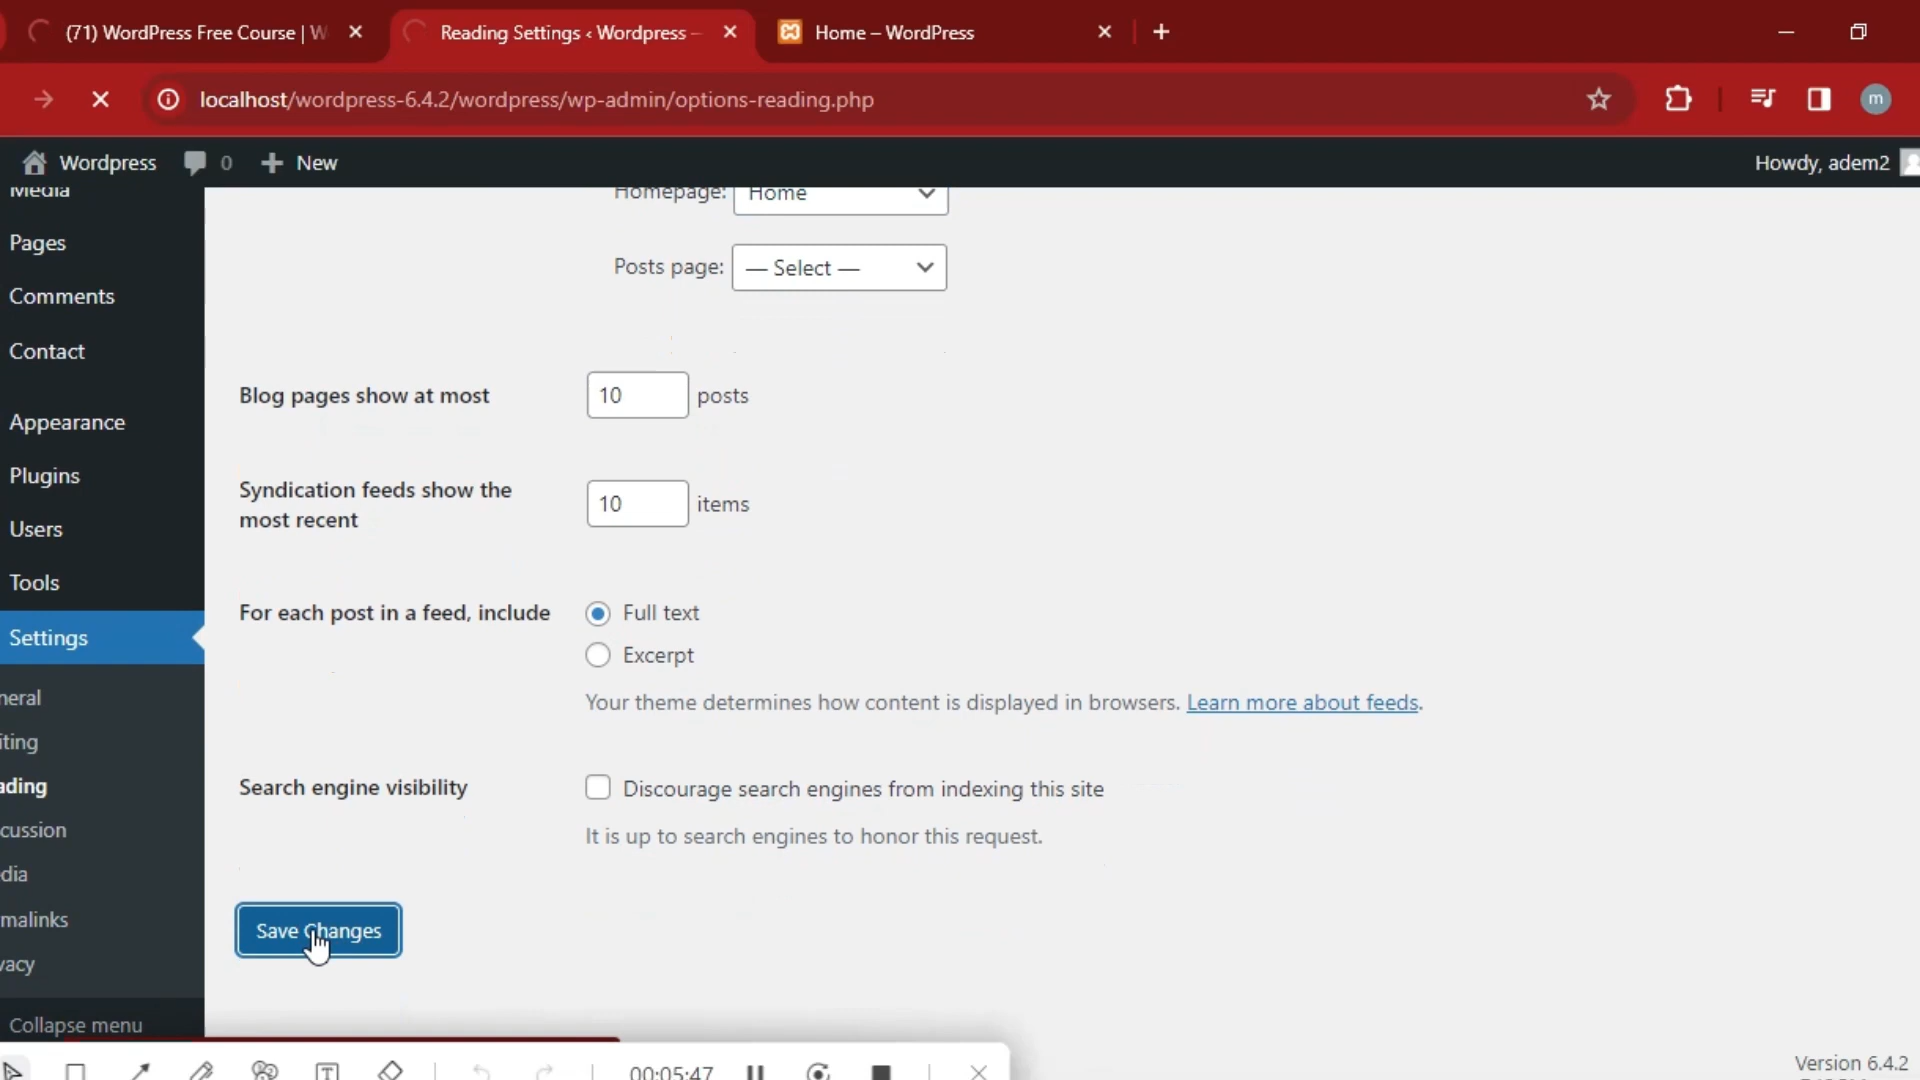 (71) WordPress Free Course | W
Reading Settings ‹ Wordpress –
Home – WordPress
localhost/wordpress-6.4.2/wordpress/wp-admin/options-reading.php
m
Wordpress
0
New
Howdy, adem2
Media
Pages
Comments
Contact
Appearance
Plugins
Users
Tools
Settings
neral
iting
ading
cussion
dia
malinks
vacy
Collapse menu
Homepage: Home
Posts page: — Select —
Blog pages show at most 10 posts
Syndication feeds show the
most recent
10 items
For each post in a feed, include
Full text
Excerpt
Your theme determines how content is displayed in browsers. Learn more about feeds.
Search engine visibility
Discourage search engines from indexing this site
It is up to search engines to honor this request.
Save Changes
Version 6.4.2
T
00:05:47